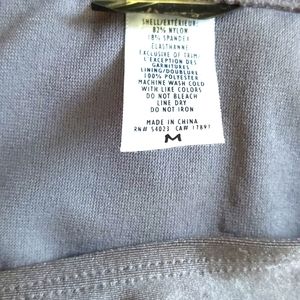 SHELL/EXTÉRIEUR:
82% NYLON
18% SPANDEX
ELASTHANNE
EXCLUSIVE OF TRIM/
L'EXCEPTION DES
GARNITURES
LINING/DOUBLURE
100% POLYESTER
MACHINE WASH COLD
WITH LIKE COLORS
DO NOT BLEACH
LINE DRY
DO NOT IRON
MADE IN CHINA
RN# 54023 CA# 17897
M